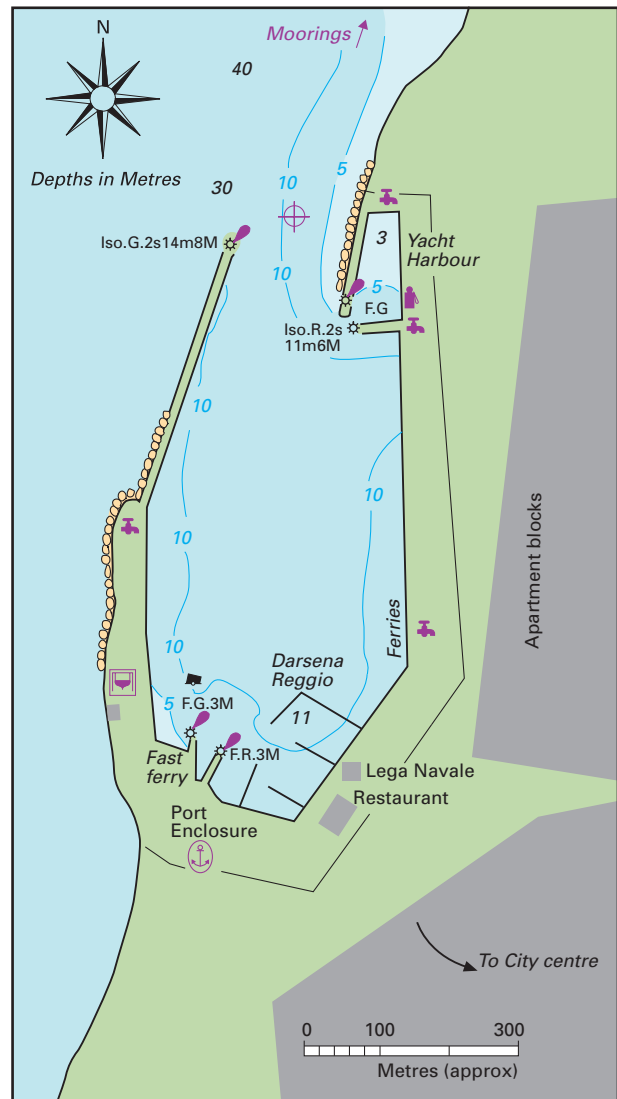 N
Moorings
40
Depths in Metres
30
10
5
3
Yacht
Harbour
Iso.G.2s14m8M
10
5
F.G
Iso.R.2s
11m6M
10
10
10
Apartment blocks
Ferries
10
Darsena
Reggio
5
F.G.3M
11
Fast
ferry
F.R.3M
Lega Navale
Restaurant
Port
Enclosure
To City centre
0
100
300
Metres (approx)